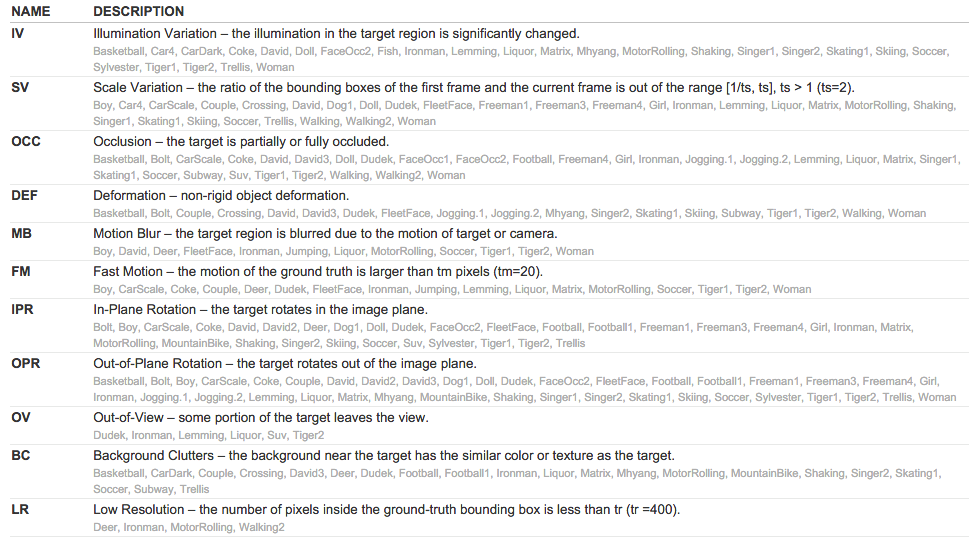 NAME DESCRIPTION
IV Illumination Variation – the illumination in the target region is significantly changed.
Basketball, Car4, CarDark, Coke, David, Doll, FaceOcc2, Fish, Ironman, Lemming, Liquor, Matrix, Mhyang, MotorRolling, Shaking, Singer1, Singer2, Skating1, Skiing, Soccer,
Sylvester, Tiger1, Tiger2, Trellis, Woman
SV Scale Variation – the ratio of the bounding boxes of the first frame and the current frame is out of the range [1/ts, ts], ts > 1 (ts=2).
Boy, Car4, CarScale, Couple, Crossing, David, Dog1, Doll, Dudek, FleetFace, Freeman1, Freeman3, Freeman4, Girl, Ironman, Lemming, Liquor, Matrix, MotorRolling, Shaking,
Singer1, Skating1, Skiing, Soccer, Trellis, Walking, Walking2, Woman
OCC Occlusion – the target is partially or fully occluded.
Basketball, Bolt, CarScale, Coke, David, David3, Doll, Dudek, FaceOcc1, FaceOcc2, Football, Freeman4, Girl, Ironman, Jogging.1, Jogging.2, Lemming, Liquor, Matrix, Singer1,
Skating1, Soccer, Subway, Suv, Tiger1, Tiger2, Walking, Walking2, Woman
DEF Deformation – non-rigid object deformation.
Basketball, Bolt, Couple, Crossing, David, David3, Dudek, FleetFace, Jogging.1, Jogging.2, Mhyang, Singer2, Skating1, Skiing, Subway, Tiger1, Tiger2, Walking, Woman
MB Motion Blur – the target region is blurred due to the motion of target or camera.
Boy, David, Deer, FleetFace, Ironman, Jumping, Liquor, MotorRolling, Soccer, Tiger1, Tiger2, Woman
FM Fast Motion – the motion of the ground truth is larger than tm pixels (tm=20).
Boy, CarScale, Coke, Couple, Deer, Dudek, FleetFace, Ironman, Jumping, Lemming, Liquor, Matrix, MotorRolling, Soccer, Tiger1, Tiger2, Woman
IPR In-Plane Rotation – the target rotates in the image plane.
Bolt, Boy, CarScale, Coke, David, David2, Deer, Dog1, Doll, Dudek, FaceOcc2, FleetFace, Football, Football1, Freeman1, Freeman3, Freeman4, Girl, Ironman, Matrix,
MotorRolling, MountainBike, Shaking, Singer2, Skiing, Soccer, Suv, Sylvester, Tiger1, Tiger2, Trellis
OPR Out-of-Plane Rotation – the target rotates out of the image plane.
Basketball, Bolt, Boy, CarScale, Coke, Couple, David, David2, David3, Dog1, Doll, Dudek, FaceOcc2, FleetFace, Football, Football1, Freeman1, Freeman3, Freeman4, Girl,
Ironman, Jogging.1, Jogging.2, Lemming, Liquor, Matrix, Mhyang, MountainBike, Shaking, Singer1, Singer2, Skating1, Skiing, Soccer, Sylvester, Tiger1, Tiger2, Trellis, Woman
OV Out-of-View – some portion of the target leaves the view.
Dudek, Ironman, Lemming, Liquor, Suv, Tiger2
BC Background Clutters – the background near the target has the similar color or texture as the target.
Basketball, CarDark, Couple, Crossing, David3, Deer, Dudek, Football, Football1, Ironman, Liquor, Matrix, Mhyang, MotorRolling, MountainBike, Shaking, Singer2, Skating1,
Soccer, Subway, Trellis
LR Low Resolution – the number of pixels inside the ground-truth bounding box is less than tr (tr =400).
Deer, Ironman, MotorRolling, Walking2